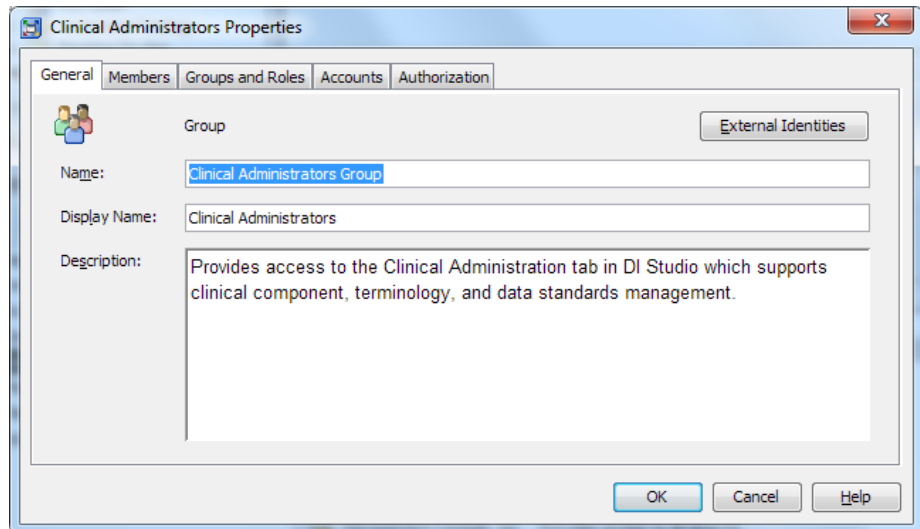 Clinical Administrators Properties
General Members Groups and Roles Accounts Authorization
Group External Identities
Name: Clinical Administrators Group
Display Name: Clinical Administrators
Description: Provides access to the Clinical Administration tab in DI Studio which supports
clinical component, terminology, and data standards management.
OK Cancel Help